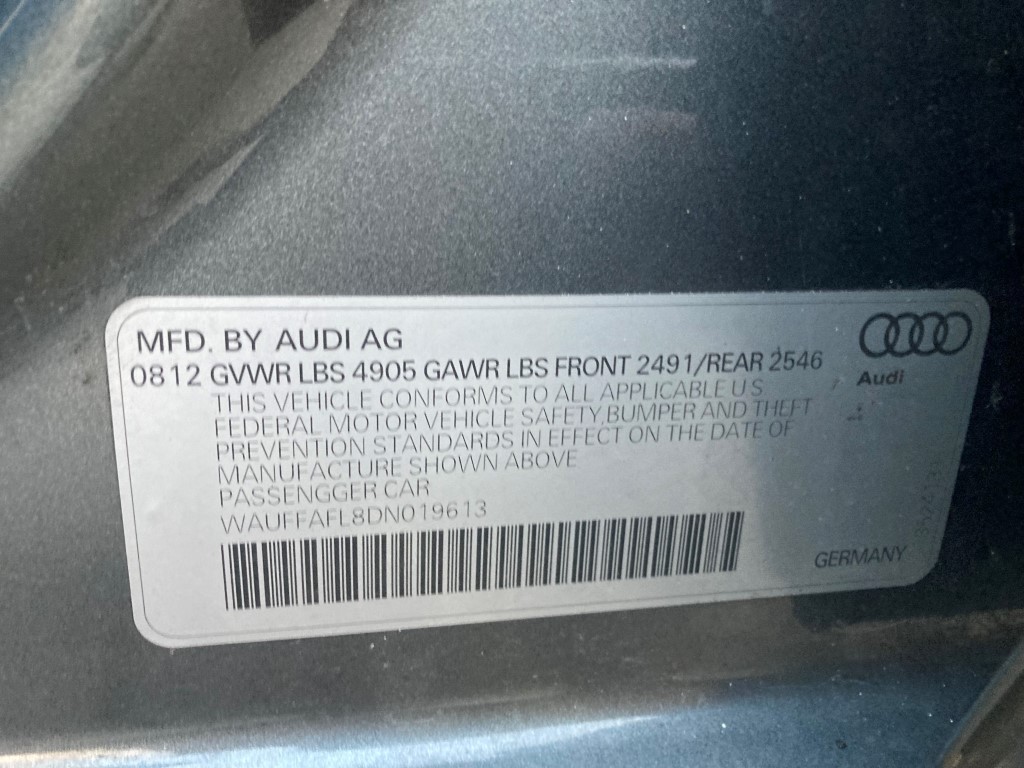 MFD. BY AUDI AG
0812 GVWR LBS 4905 GAWR LBS FRONT 2491/REAR 2546
THIS VEHICLE CONFORMS TO ALL APPLICABLE U S
FEDERAL MOTOR VEHICLE SAFETY, BUMPER AND THEFT
PREVENTION STANDARDS IN EFFECT ON THE DATE OF
MANUFACTURE SHOWN ABOVE
PASSENGGER CAR
WAUFFAFL8DN019613
Audi
GERMANY